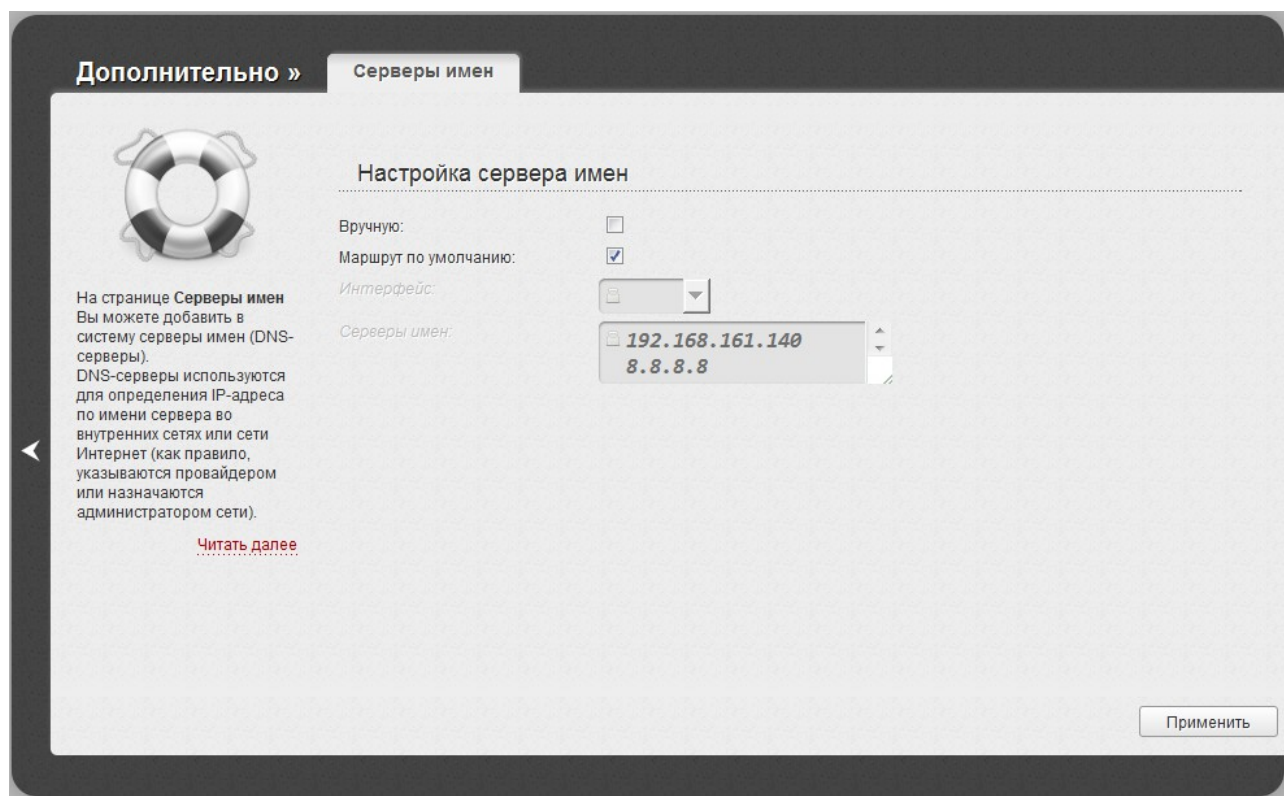 Дополнительно »
Серверы имен
На странице Серверы имен
Вы можете добавить в
систему серверы имен (DNS-
серверы).
DNS-серверы используются
для определения IP-адреса
по имени сервера во
внутренних сетях или сети
Интернет (как правило,
указываются провайдером
или назначаются
администратором сети).
Читать далее
Настройка сервера имен
Вручную:
Маршрут по умолчанию:
Интерфейс:
Серверы имен:
192.168.161.140
8.8.8.8
Применить